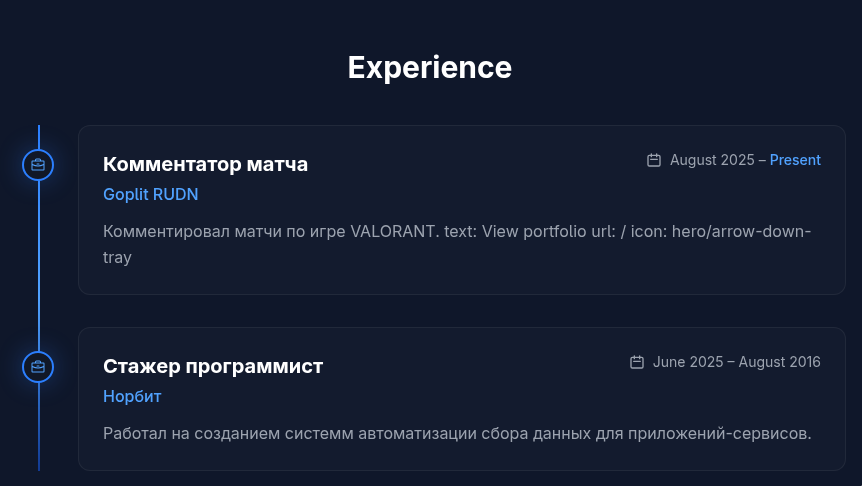 Experience
Комментатор матча
August 2025 – Present
Goplit RUDN
Комментировал матчи по игре VALORANT. text: View portfolio url: / icon: hero/arrow-down-
tray
Стажер программист
June 2025 – August 2016
Норбит
Работал на созданием системм автоматизации сбора данных для приложений-сервисов.